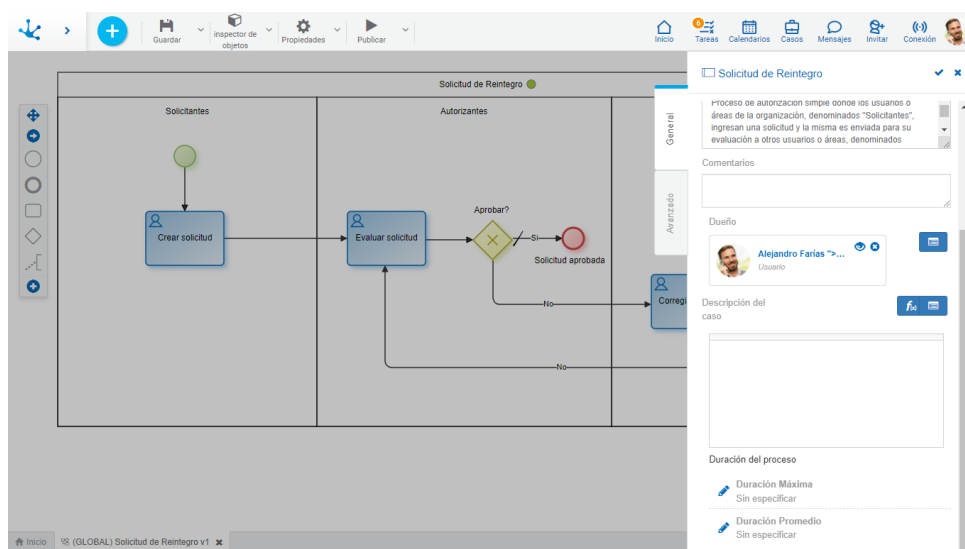 Guardar
inspector de
objetos
Propiedades
Publicar
Inicio
6
Tareas
Calendarios
Casos
Mensajes
Invitar
Conexión
Solicitud de Reintegro
Solicitantes
Autorizantes
Crear solicitud
Evaluar solicitud
Aprobar?
Si
Solicitud aprobada
No
Corregi
No
General
Avanzado
Solicitud de Reintegro
Proceso de autorización simple donde los usuarios o
áreas de la organización, denominados "Solicitantes",
ingresan una solicitud y la misma es enviada para su
evaluación a otros usuarios o áreas, denominados
Comentarios
Dueño
Alejandro Farías ">...
Usuario
Descripción del
caso
f(x)
Duración del proceso
Duración Máxima
Sin especificar
Duración Promedio
Sin especificar
Inicio
(GLOBAL) Solicitud de Reintegro v1